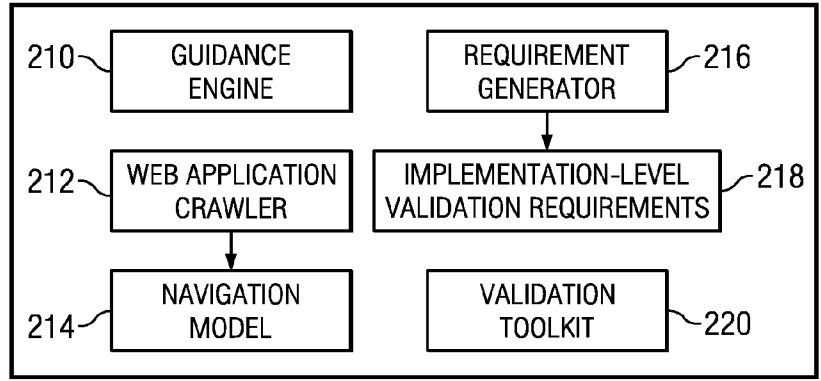 210
GUIDANCE
ENGINE
REQUIREMENT
GENERATOR
216
212
WEB APPLICATION
CRAWLER
IMPLEMENTATION-LEVEL
VALIDATION REQUIREMENTS
218
214
NAVIGATION
MODEL
VALIDATION
TOOLKIT
220